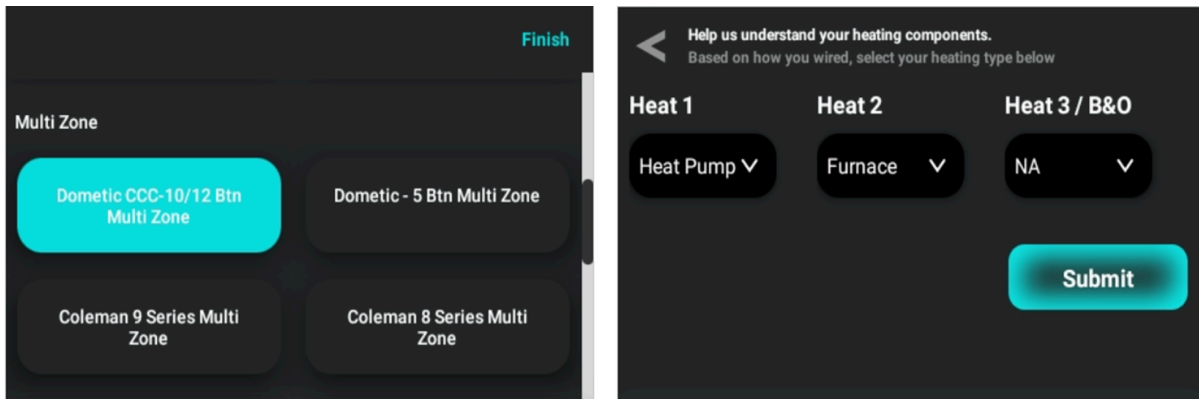 Finish
Multi Zone
Dometic CCC-10/12 Btn
Multi Zone
Dometic - 5 Btn Multi Zone
Coleman 9 Series Multi
Zone
Coleman 8 Series Multi
Zone
Help us understand your heating components.
Based on how you wired, select your heating type below
Heat 1
Heat 2
Heat 3 / B&O
Heat Pump
Furnace
NA
Submit